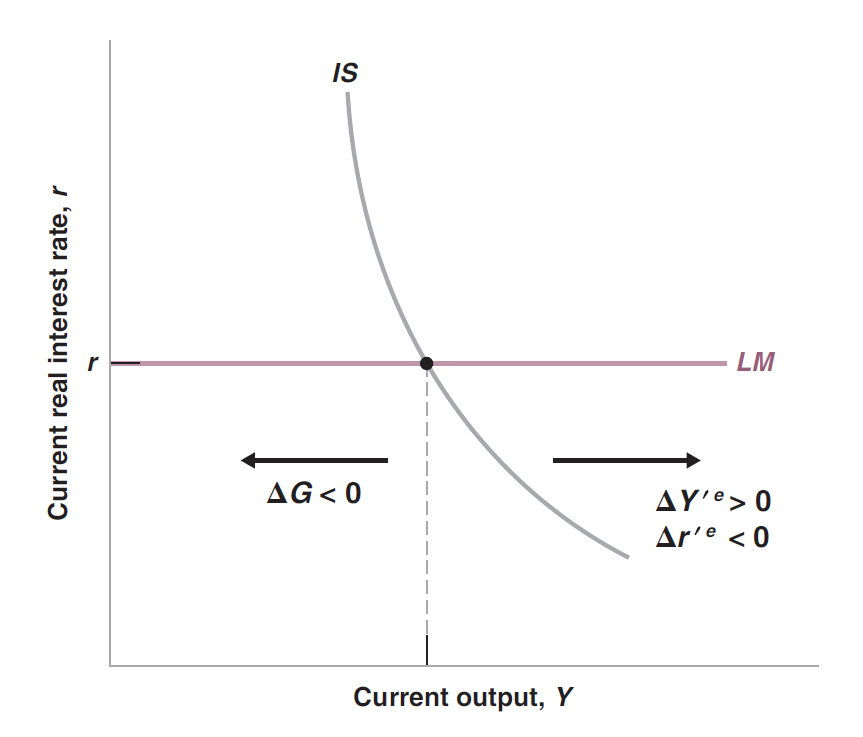 IS
Current real interest rate, r
r
LM
ΔG < 0
ΔY′ᵉ > 0
Δr′ᵉ < 0
Current output, Y